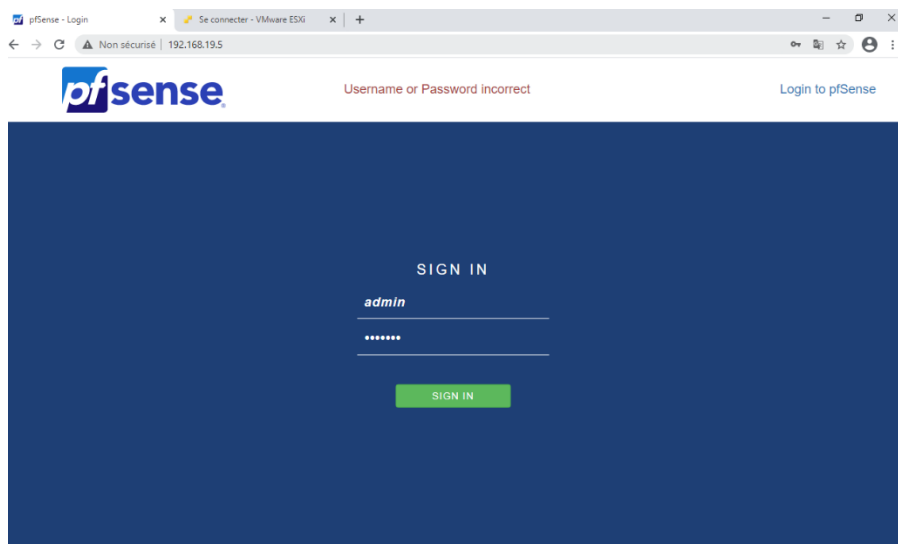 pfSense - Login
Se connecter - VMware ESXi
Non sécurisé | 192.168.19.5
pfsense
Username or Password incorrect
Login to pfSense
SIGN IN
admin
•••••••
SIGN IN